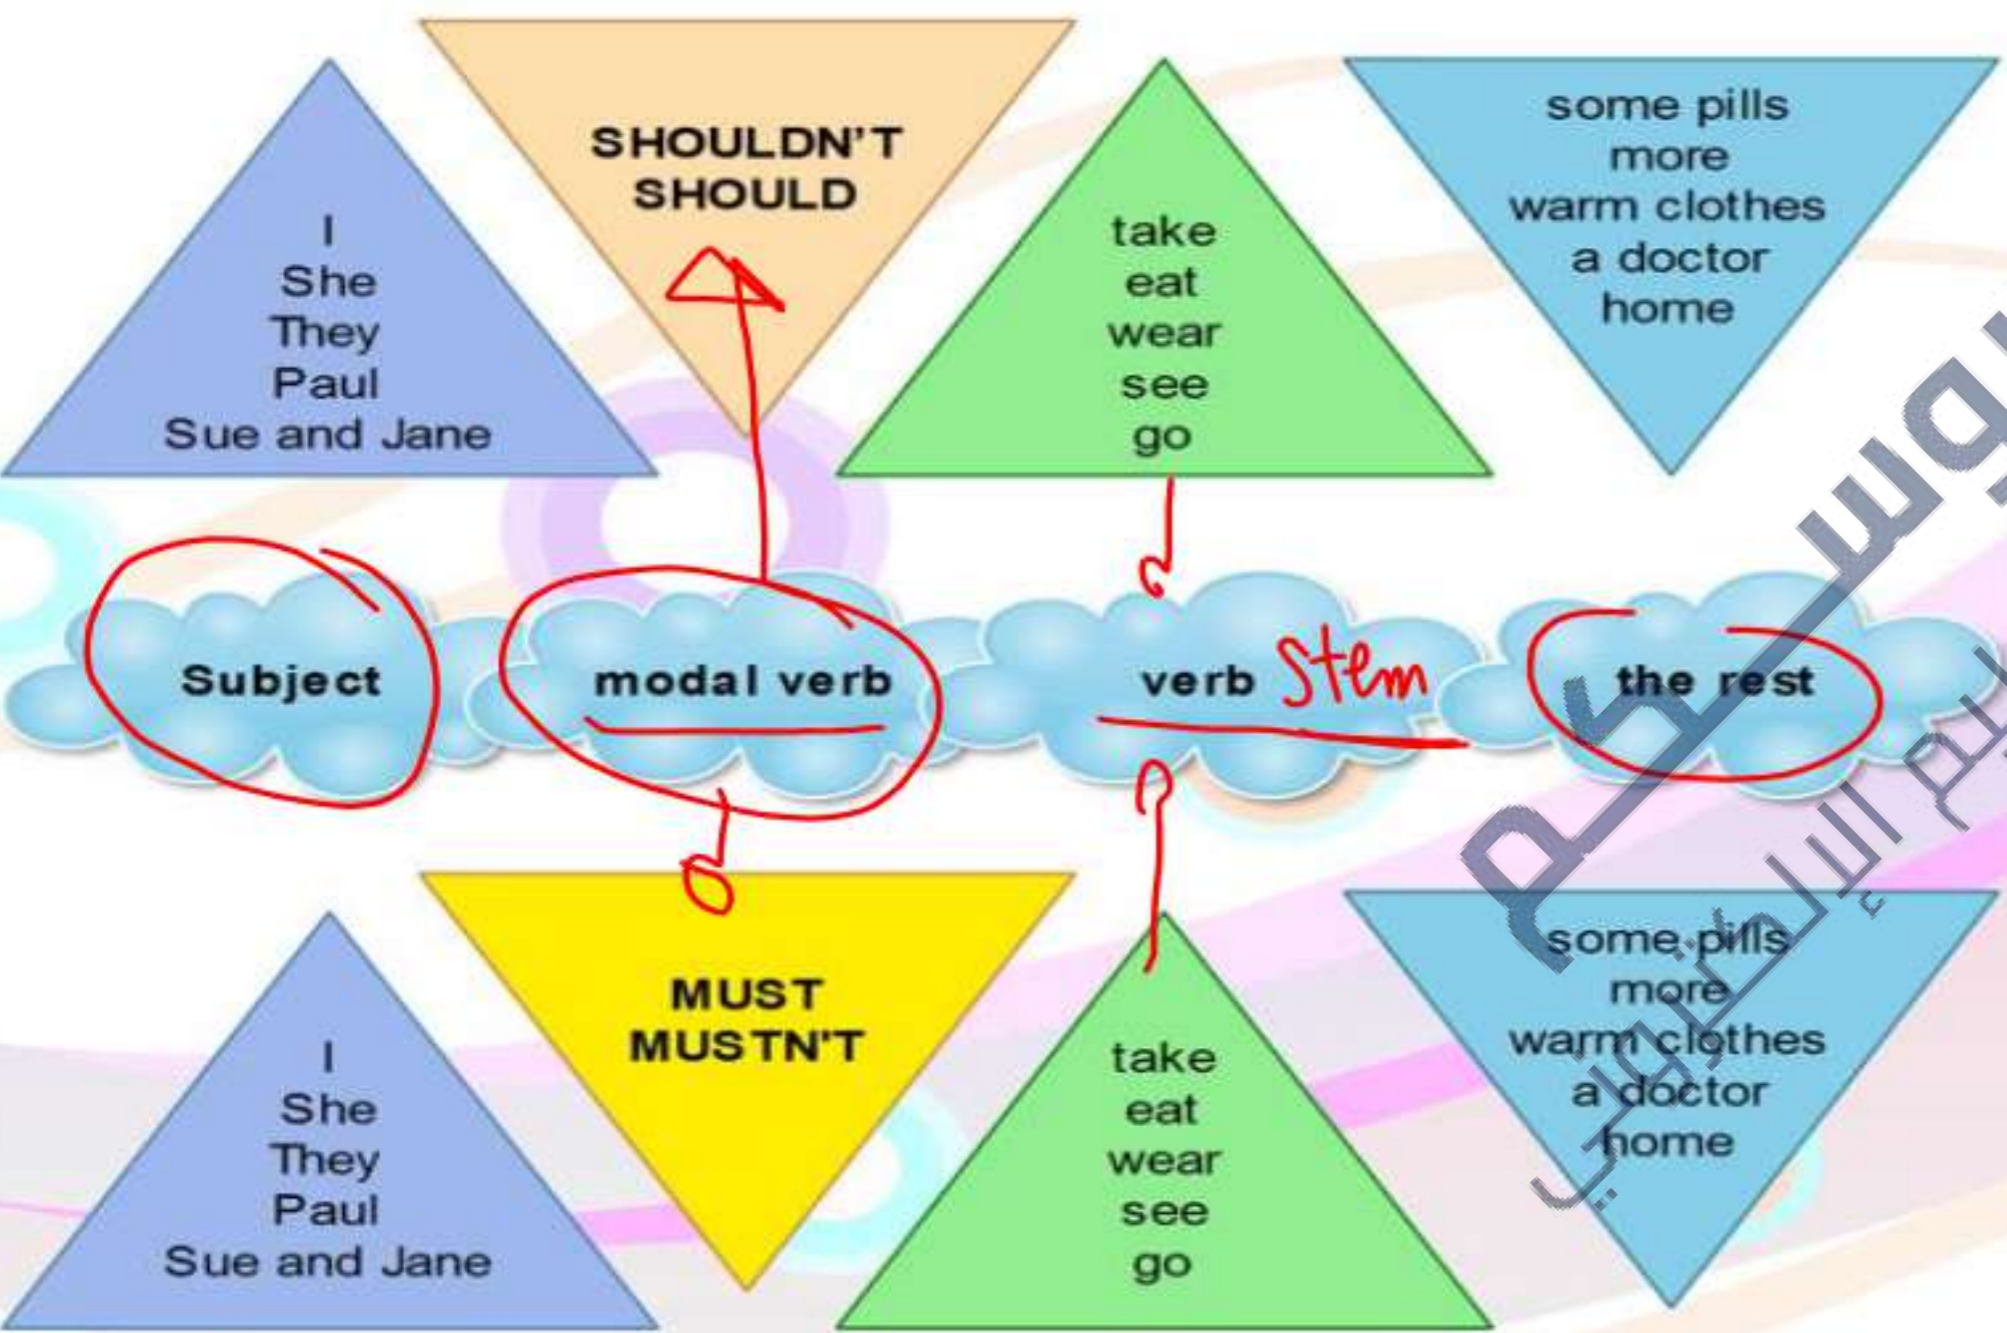 SHOULDN'T
SHOULD
I
She
They
Paul
Sue and Jane
take
eat
wear
see
go
some pills
more
warm clothes
a doctor
home
Subject
modal verb
verb stem
the rest
MUST
MUSTN'T
I
She
They
Paul
Sue and Jane
take
eat
wear
see
go
some pills
more
warm clothes
a doctor
home